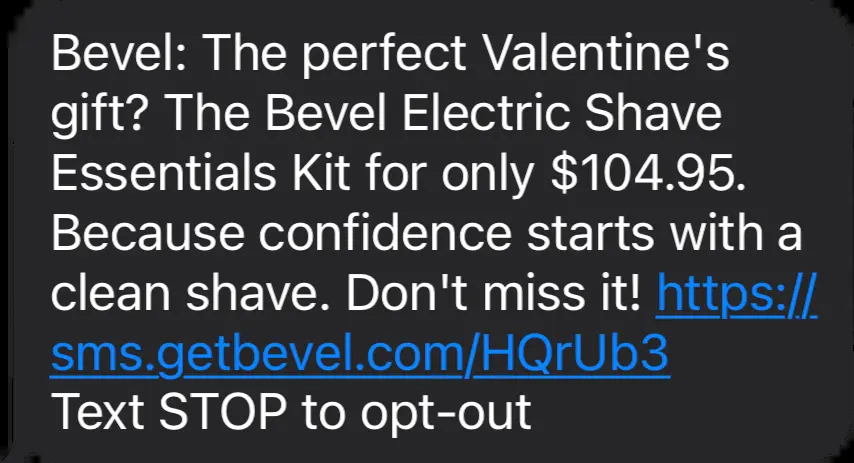 Bevel: The perfect Valentine's
gift? The Bevel Electric Shave
Essentials Kit for only $104.95.
Because confidence starts with a
clean shave. Don't miss it! https://
sms.getbevel.com/HQrUb3
Text STOP to opt-out